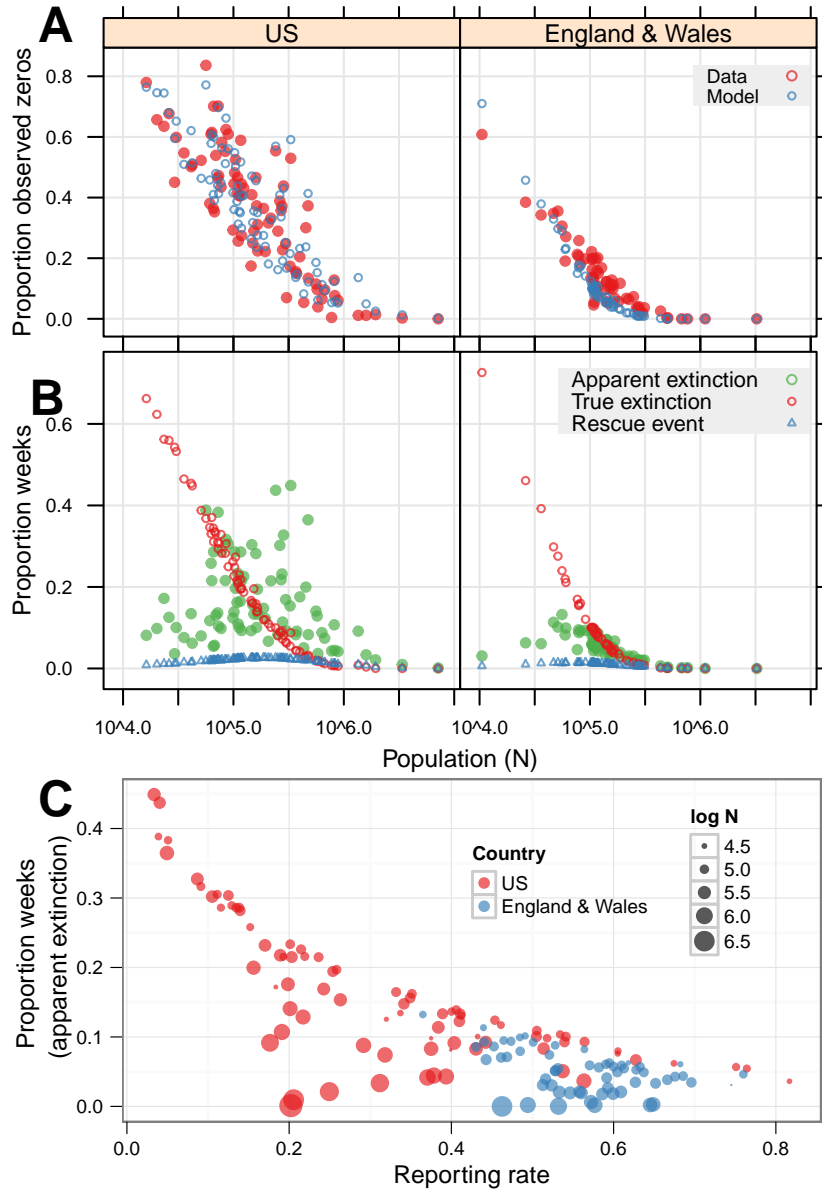 A
US
England & Wales
Proportion observed zeros
0.8
0.6
0.4
0.2
0.0
Data
Model
B
Proportion weeks
0.6
0.4
0.2
0.0
Apparent extinction
True extinction
Rescue event
10^4.0
10^5.0
10^6.0
10^4.0
10^5.0
10^6.0
Population (N)
C
Proportion weeks
(apparent extinction)
0.4
0.3
0.2
0.1
0.0
Country
US
England & Wales
log N
4.5
5.0
5.5
6.0
6.5
0.0
0.2
0.4
0.6
0.8
Reporting rate